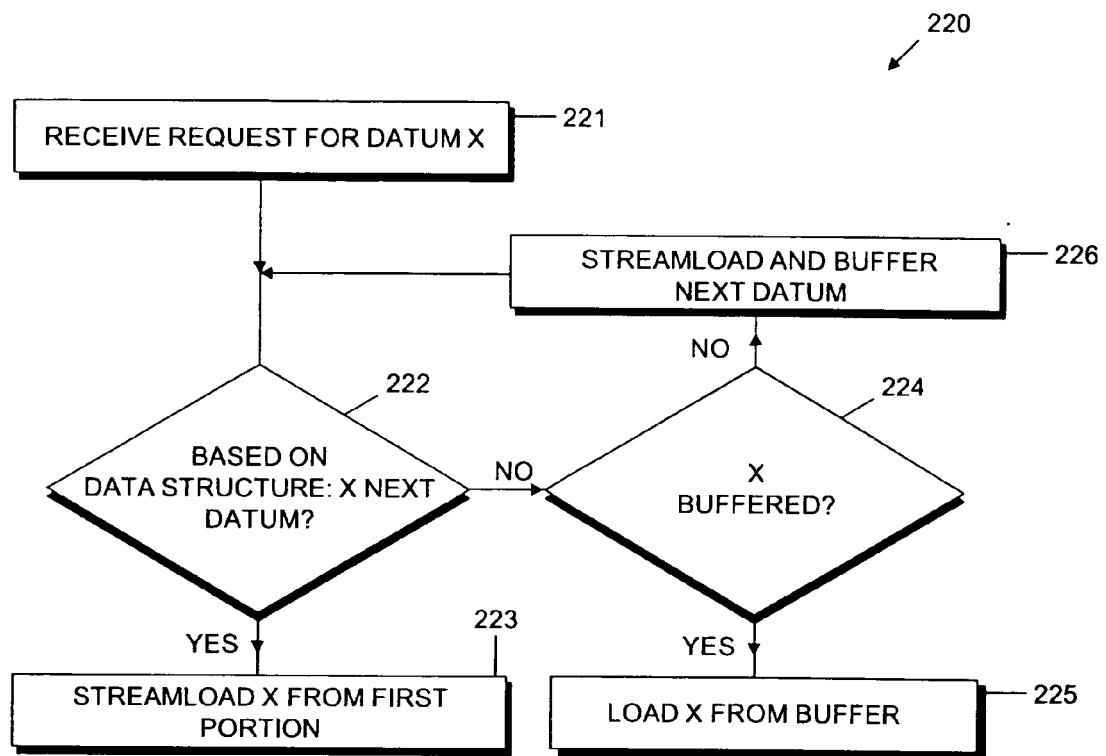 220
RECEIVE REQUEST FOR DATUM X
221
STREAMLOAD AND BUFFER
NEXT DATUM
226
NO
222
224
BASED ON
DATA STRUCTURE: X NEXT
DATUM?
NO
X
BUFFERED?
YES
223
YES
STREAMLOAD X FROM FIRST
PORTION
LOAD X FROM BUFFER
225